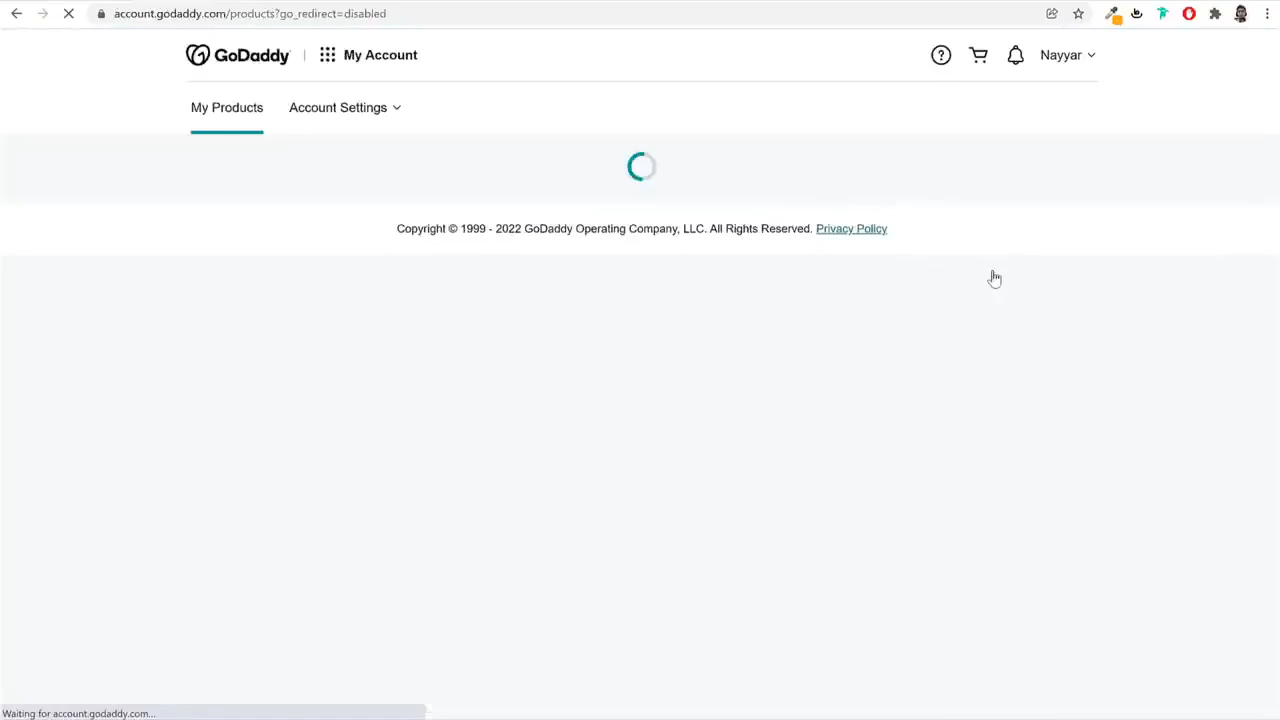 account.godaddy.com/products?go_redirect=disabled
GoDaddy My Account Nayyar
My Products Account Settings
Copyright © 1999 - 2022 GoDaddy Operating Company, LLC. All Rights Reserved. Privacy Policy
Waiting for account.godaddy.com...